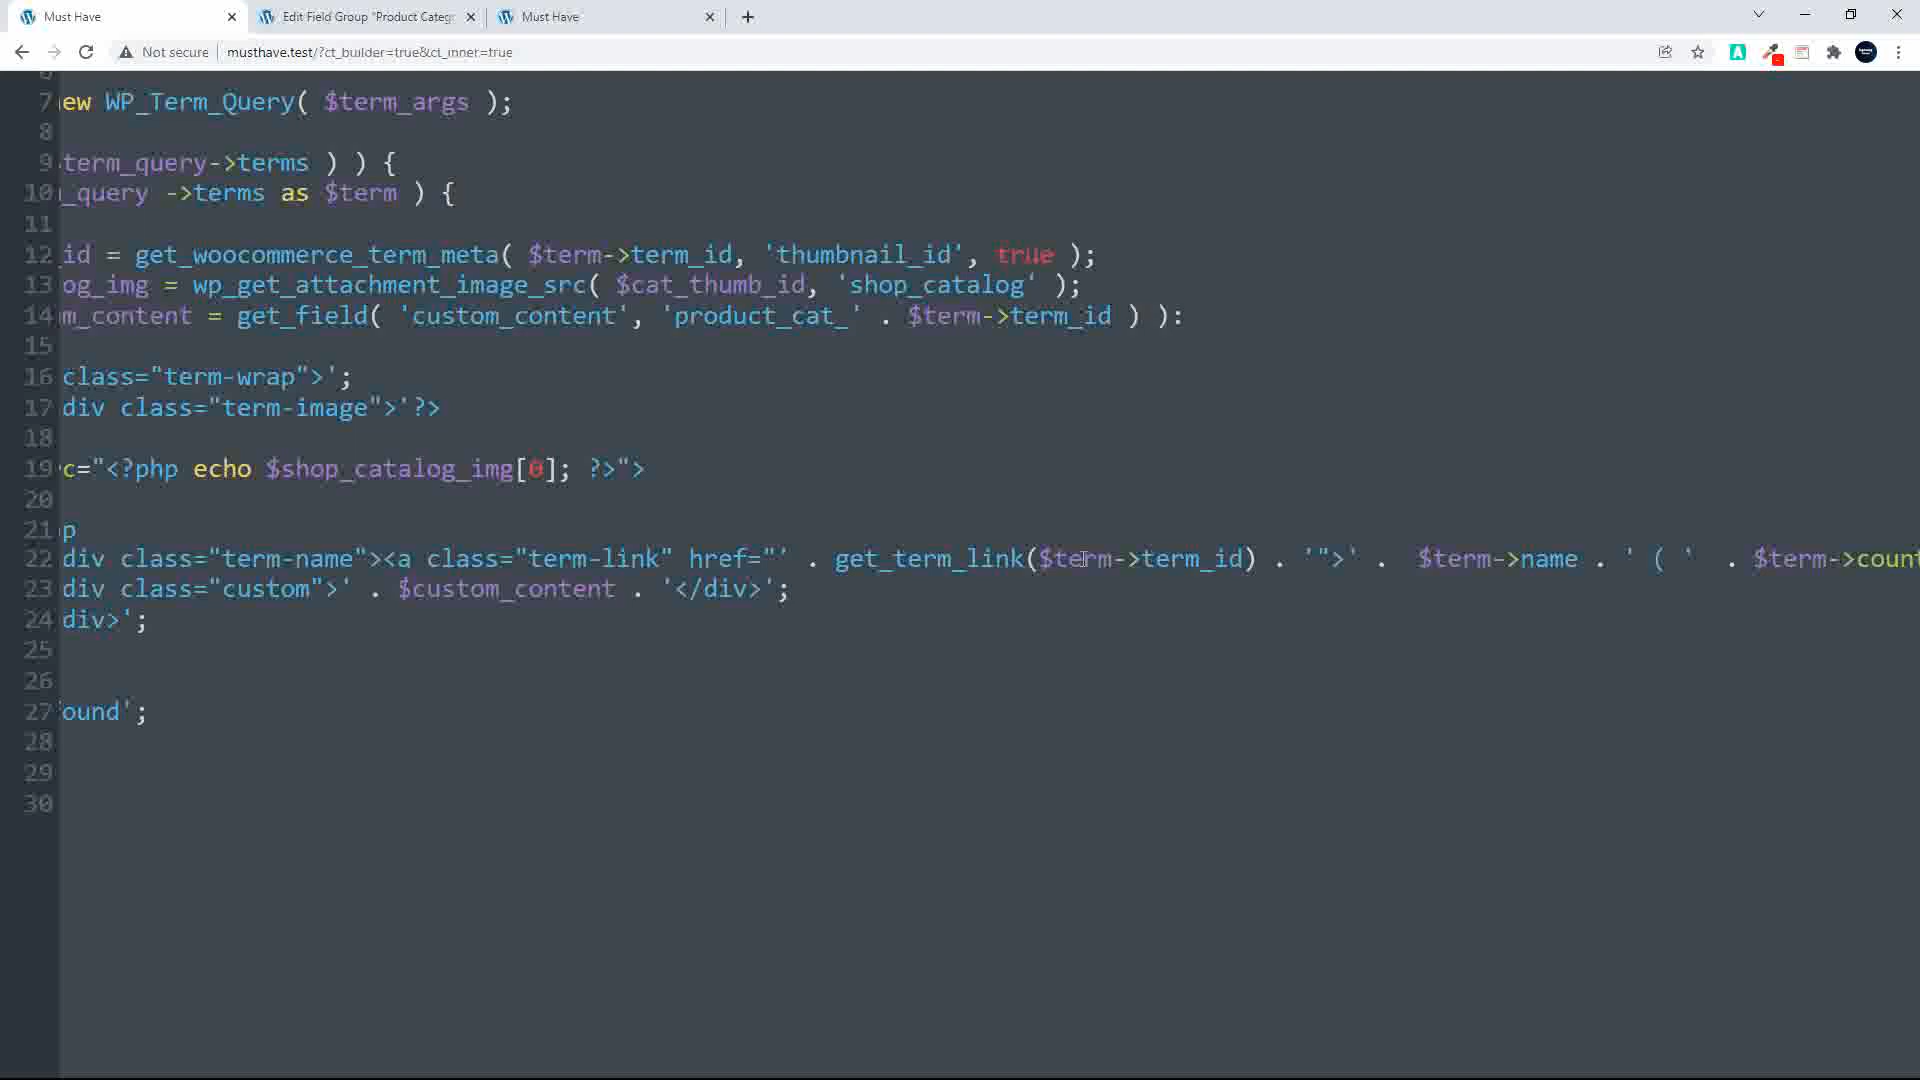 Must Have
Edit Field Group "Product Categ
Must Have
Not secure
musthave.test/?ct_builder=true&ct_inner=true
7 ew WP_Term_Query( $term_args );
8
9 term_query->terms ) ) {
10 _query ->terms as $term ) {
11
12 _id = get_woocommerce_term_meta( $term->term_id, 'thumbnail_id', true );
13 og_img = wp_get_attachment_image_src( $cat_thumb_id, 'shop_catalog' );
14 m_content = get_field( 'custom_content', 'product_cat_' . $term->term_id ) ):
15
16 class="term-wrap">';
17 div class="term-image">'?>
18
19 c="<?php echo $shop_catalog_img[0]; ?>">
20
21 p
22 div class="term-name"><a class="term-link" href="' . get_term_link($term->term_id) . '">' .  $term->name . ' ( '  . $term->count
23 div class="custom">' . $custom_content . '</div>';
24 div>';
25
26
27 ound';
28
29
30